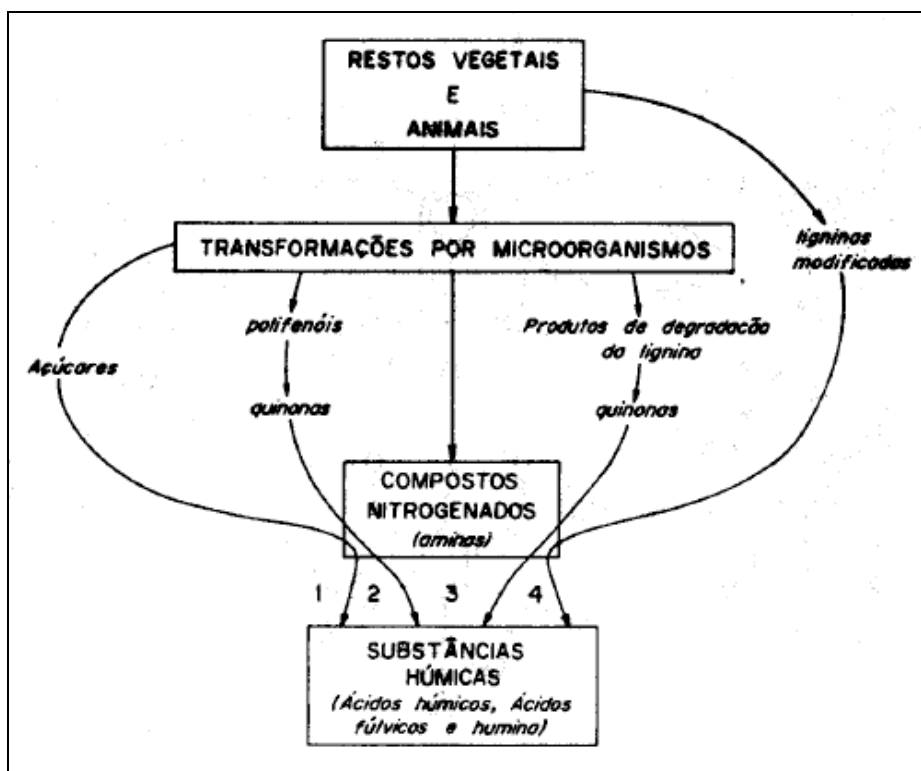 RESTOS VEGETAIS
E
ANIMAIS
TRANSFORMAÇÕES POR MICROORGANISMOS
ligninas
modificadas
polifenóis
Produtos de degradação
da lignina
Açúcares
quinonas
quinonas
COMPOSTOS
NITROGENADOS
(aminas)
1 2 3 4
SUBSTÂNCIAS
HÚMICAS
(Ácidos húmicos, Ácidos
fúlvicos e humina)